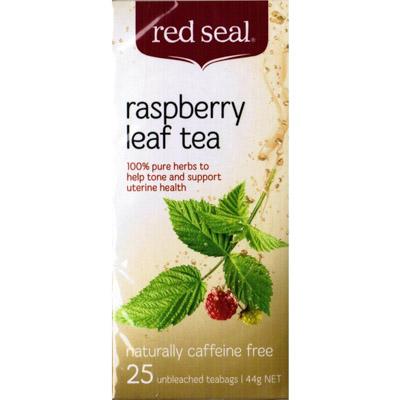 red seal®
raspberry
leaf tea
100% pure herbs to
help tone and support
uterine health
naturally caffeine free
25 unbleached teabags | 44g NET